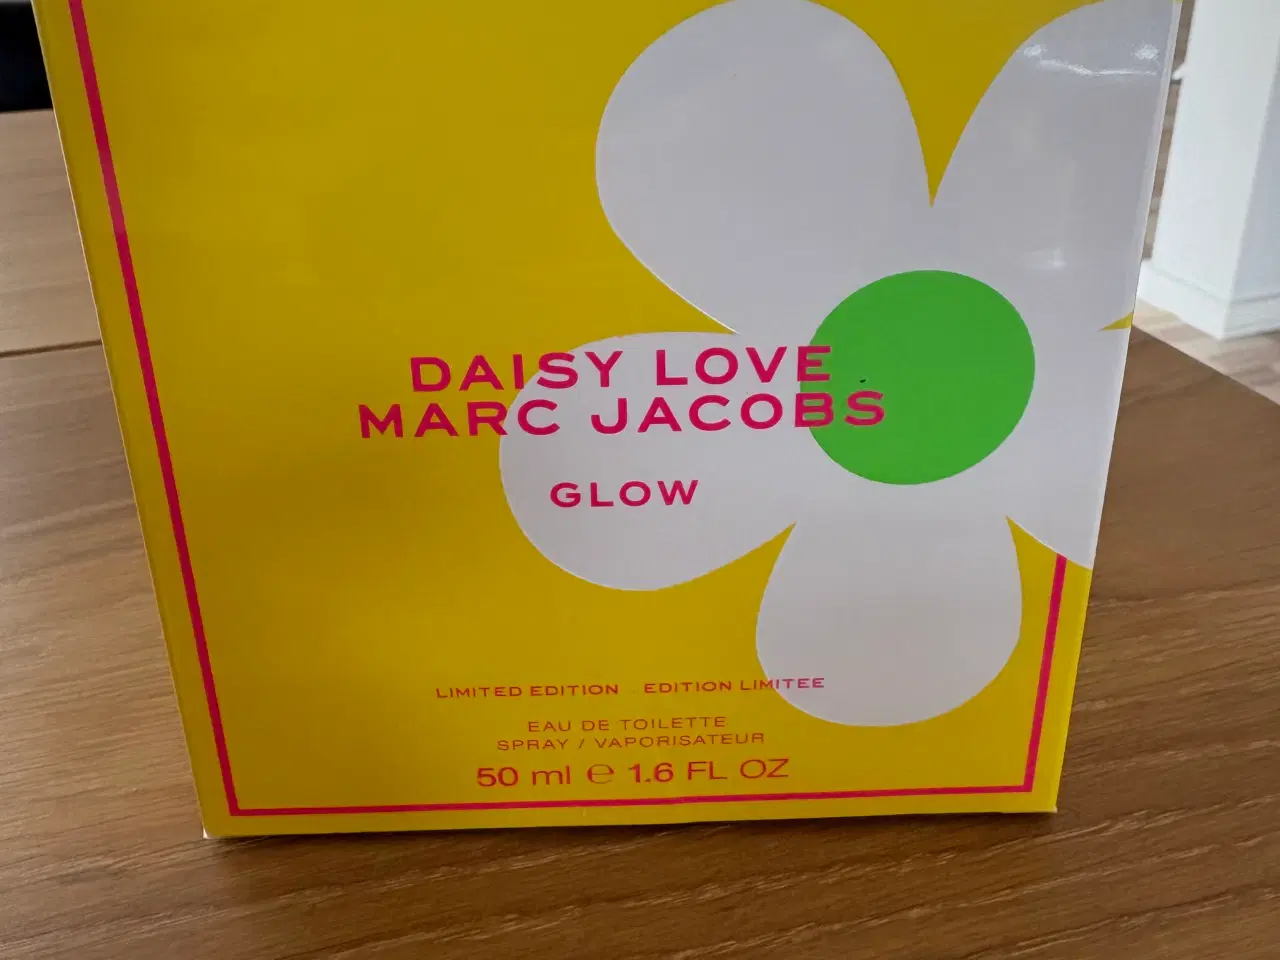 DAISY LOVE
MARC JACOBS
GLOW
LIMITED EDITION EDITION LIMITEE
EAU DE TOILETTE
SPRAY / VAPORISATEUR
50 ml ℮ 1.6 FL OZ